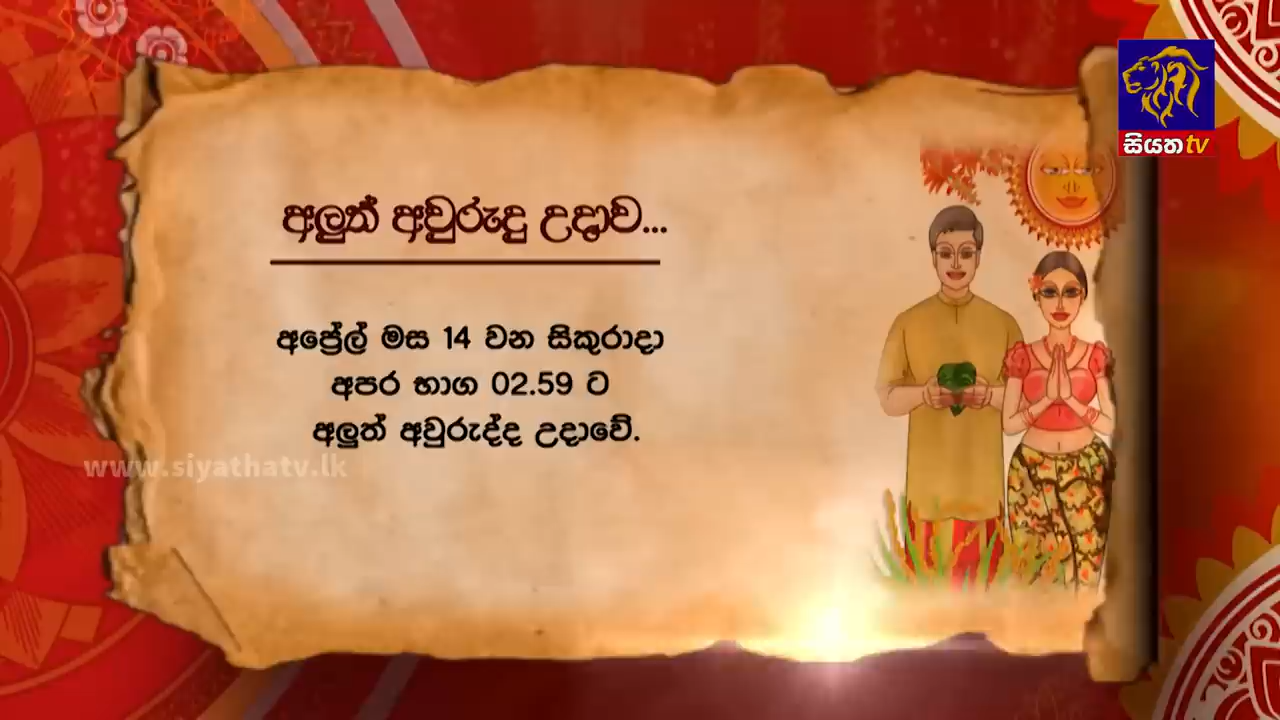 සියත tv
අලුත් අවුරුදු උදාව...
අප්‍රේල් මස 14 වන සිකුරාදා
අපර භාග 02.59 ට
අලුත් අවුරුද්ද උදාවේ.
www.siyathatv.lk